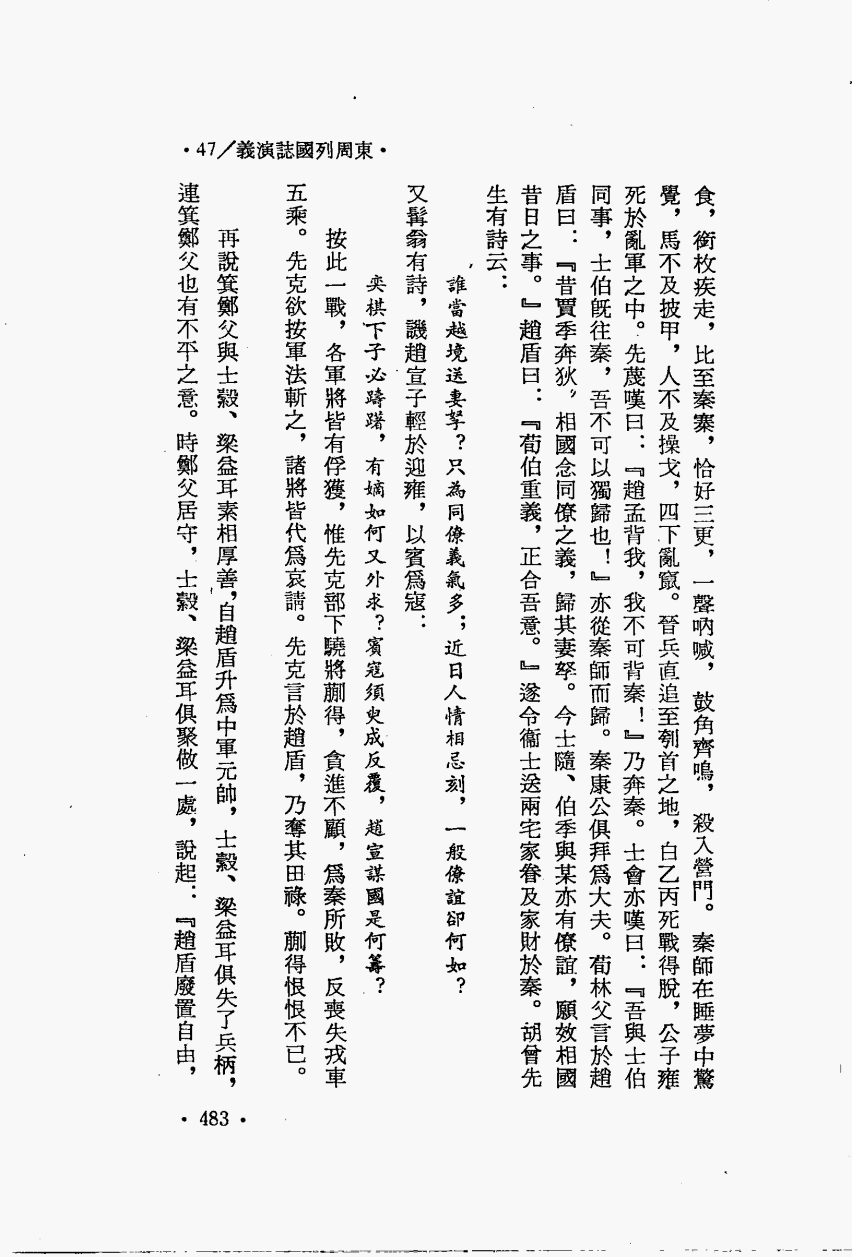 ·47/義演誌國列周東·
食，銜枚疾走，比至秦寨，恰好三更，一聲吶喊，鼓角齊鳴，殺入營門。秦師在睡夢中驚
覺，馬不及披甲，人不及操戈，四下亂竄。晉兵直追至刳首之地，白乙丙死戰得脫，公子雍
死於亂軍之中。先蔑嘆曰：『趙孟背我，我不可背秦！』乃奔秦。士會亦嘆曰：『吾與士伯
同事，士伯旣往秦，吾不可以獨歸也！』亦從秦師而歸。秦康公俱拜爲大夫。荀林父言於趙
盾曰：『昔賈季奔狄，相國念同僚之義，歸其妻孥。今士隨、伯季與某亦有僚誼，願效相國
昔日之事。』趙盾曰：『荀伯重義，正合吾意。』遂令衞士送兩宅家眷及家財於秦。胡曾先
生有詩云：
誰當越境送妻孥？只為同僚義氣多；近日人情相忌刻，一般僚誼卻何如？
又髯翁有詩，譏趙宣子輕於迎雍，以賓爲寇：
奕棋下子必躊躇，有嫡如何又外求？賓寇須臾成反覆，趙宣謀國是何籌？
按此一戰，各軍將皆有俘獲，惟先克部下驍將蒯得，貪進不顧，爲秦所敗，反喪失戎車
五乘。先克欲按軍法斬之，諸將皆代爲哀請。先克言於趙盾，乃奪其田祿。蒯得恨恨不已。
再說箕鄭父與士縠、梁益耳素相厚善，自趙盾升爲中軍元帥，士縠、梁益耳俱失了兵柄，
連箕鄭父也有不平之意。時鄭父居守，士縠、梁益耳俱聚做一處，說起：『趙盾廢置自由，
·483·